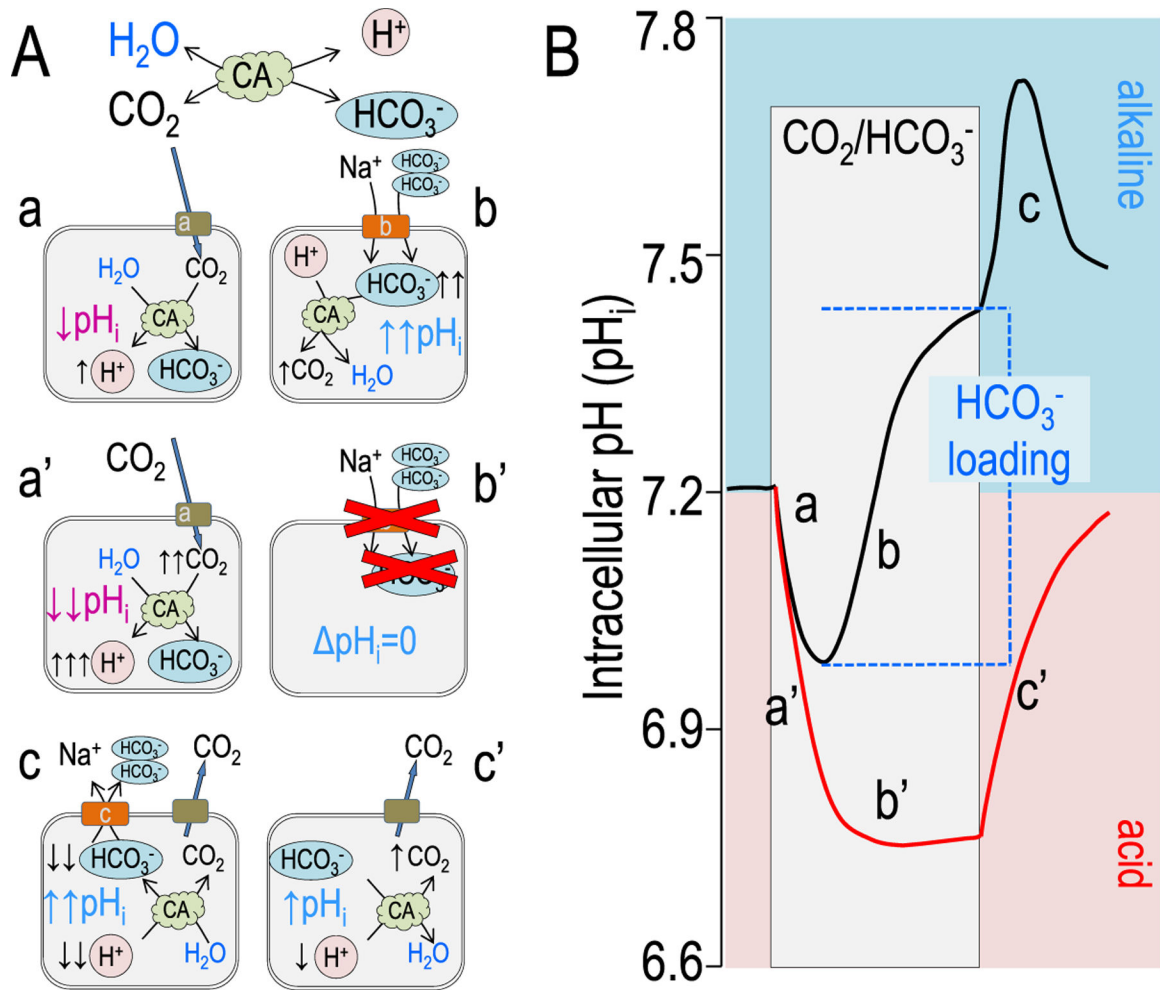 A
H₂O
H⁺
CA
CO₂
HCO₃⁻
a
a
H₂O
CO₂
CA
↓pHᵢ
↑ H⁺
HCO₃⁻
b
Na⁺
HCO₃⁻
HCO₃⁻
b
H⁺
HCO₃⁻ ↑↑
CA
↑↑pHᵢ
↑CO₂
H₂O
a’
CO₂
a
H₂O
↑↑CO₂
CA
↓↓pHᵢ
↑↑↑ H⁺
HCO₃⁻
b’
Na⁺
HCO₃⁻
HCO₃⁻
HCO₃⁻
ΔpHᵢ=0
c
Na⁺
HCO₃⁻
HCO₃⁻
CO₂
c
↓↓ HCO₃⁻
CO₂
↑↑pHᵢ
CA
↓↓ H⁺
H₂O
c’
CO₂
HCO₃⁻
↑CO₂
↑pHᵢ
CA
↓ H⁺
H₂O
B
Intracellular pH (pHᵢ)
7.8
7.5
7.2
6.9
6.6
CO₂/HCO₃⁻
alkaline
acid
HCO₃⁻
loading
a
b
c
a’
b’
c’